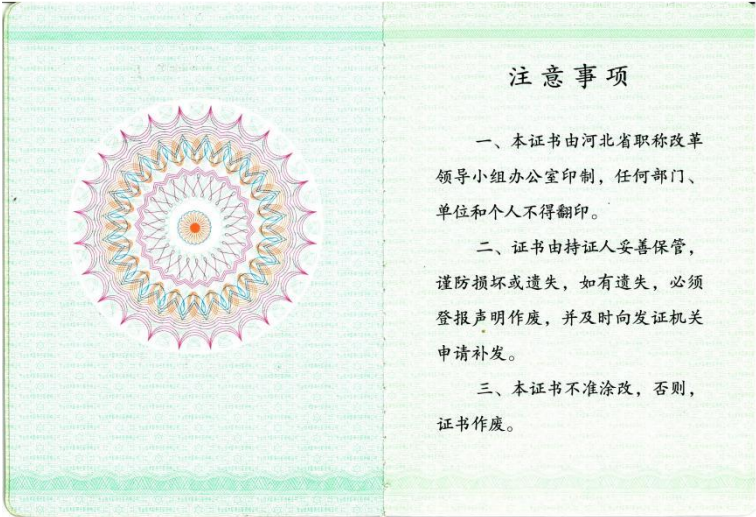 注意事项
一、本证书由河北省职称改革
领导小组办公室印制，任何部门、
单位和个人不得翻印。
二、证书由持证人妥善保管，
谨防损坏或遗失，如有遗失，必须
登报声明作废，并及时向发证机关
申请补发。
三、本证书不准涂改，否则，
证书作废。